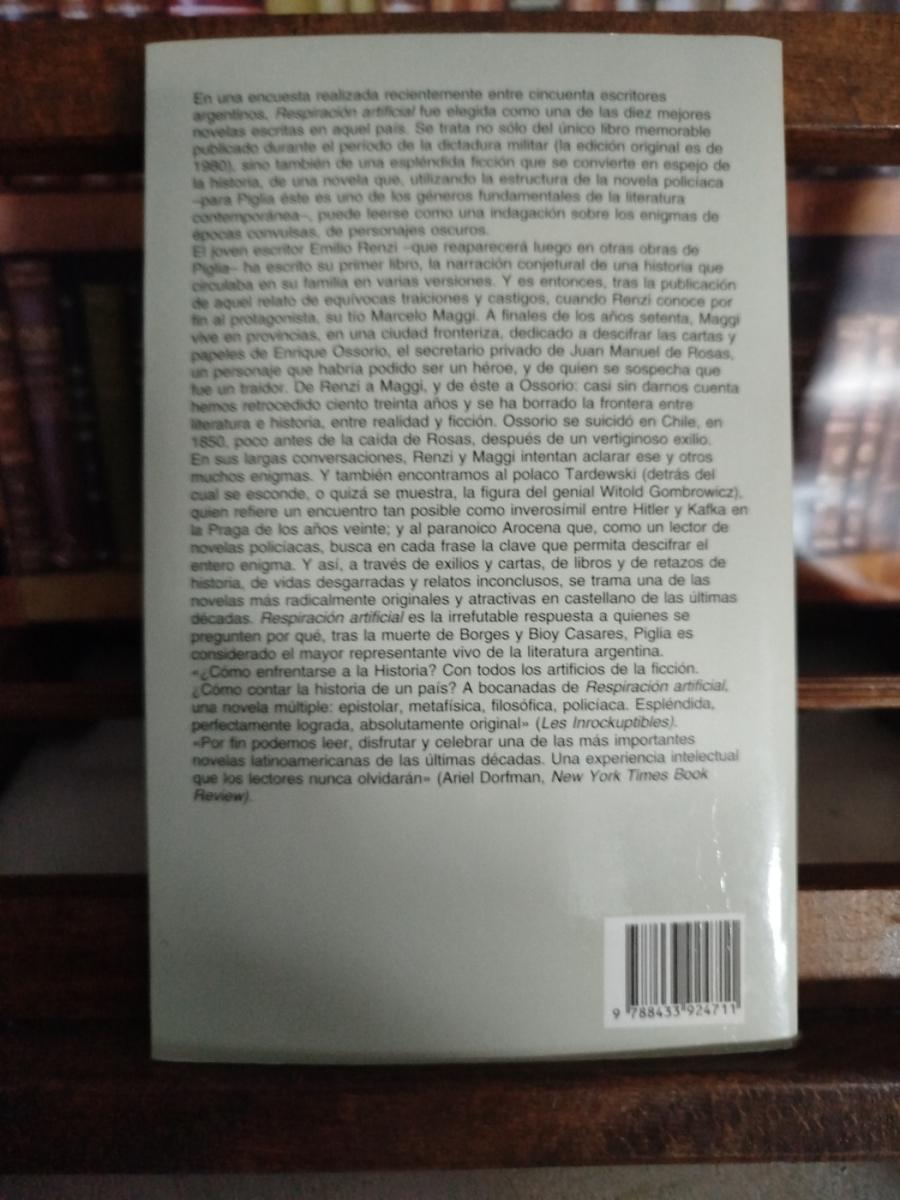 En una encuesta realizada recientemente entre cincuenta escritores
argentinos, Respiración artificial fue elegida como una de las diez mejores
novelas escritas en aquel país. Se trata no sólo del único libro memorable
publicado durante el período de la dictadura militar (la edición original es de
1980), sino también de una espléndida ficción que se convierte en espejo de
la historia, de una novela que, utilizando la estructura de la novela policíaca
–para Piglia éste es uno de los géneros fundamentales de la literatura
contemporánea–, puede leerse como una indagación sobre los enigmas de
épocas convulsas, de personajes oscuros.
El joven escritor Emilio Renzi –que reaparecerá luego en otras obras de
Piglia– ha escrito su primer libro, la narración conjetural de una historia que
circulaba en su familia en varias versiones. Y es entonces, tras la publicación
de aquel relato de equívocas traiciones y castigos, cuando Renzi conoce por
fin al protagonista, su tío Marcelo Maggi. A finales de los años setenta, Maggi
vive en provincias, en una ciudad fronteriza, dedicado a descifrar las cartas y
papeles de Enrique Ossorio, el secretario privado de Juan Manuel de Rosas,
un personaje que habría podido ser un héroe, y de quien se sospecha que
fue un traidor. De Renzi a Maggi, y de éste a Ossorio: casi sin darnos cuenta
hemos retrocedido ciento treinta años y se ha borrado la frontera entre
literatura e historia, entre realidad y ficción. Ossorio se suicidó en Chile, en
1850, poco antes de la caída de Rosas, después de un vertiginoso exilio.
En sus largas conversaciones, Renzi y Maggi intentan aclarar ese y otros
muchos enigmas. Y también encontramos al polaco Tardewski (detrás del
cual se esconde, o quizá se muestra, la figura del genial Witold Gombrowicz),
quien refiere un encuentro tan posible como inverosímil entre Hitler y Kafka en
la Praga de los años veinte; y al paranoico Arocena que, como un lector de
novelas policíacas, busca en cada frase la clave que permita descifrar el
entero enigma. Y así, a través de exilios y cartas, de libros y de retazos de
historia, de vidas desgarradas y relatos inconclusos, se trama una de las
novelas más radicalmente originales y atractivas en castellano de las últimas
décadas. Respiración artificial es la irrefutable respuesta a quienes se
pregunten por qué, tras la muerte de Borges y Bioy Casares, Piglia es
considerado el mayor representante vivo de la literatura argentina.
«¿Cómo enfrentarse a la Historia? Con todos los artificios de la ficción.
¿Cómo contar la historia de un país? A bocanadas de Respiración artificial,
una novela múltiple: epistolar, metafísica, filosófica, policíaca. Espléndida,
perfectamente lograda, absolutamente original» (Les Inrockuptibles).
«Por fin podemos leer, disfrutar y celebrar una de las más importantes
novelas latinoamericanas de las últimas décadas. Una experiencia intelectual
que los lectores nunca olvidarán» (Ariel Dorfman, New York Times Book
Review).
9 788433 924711